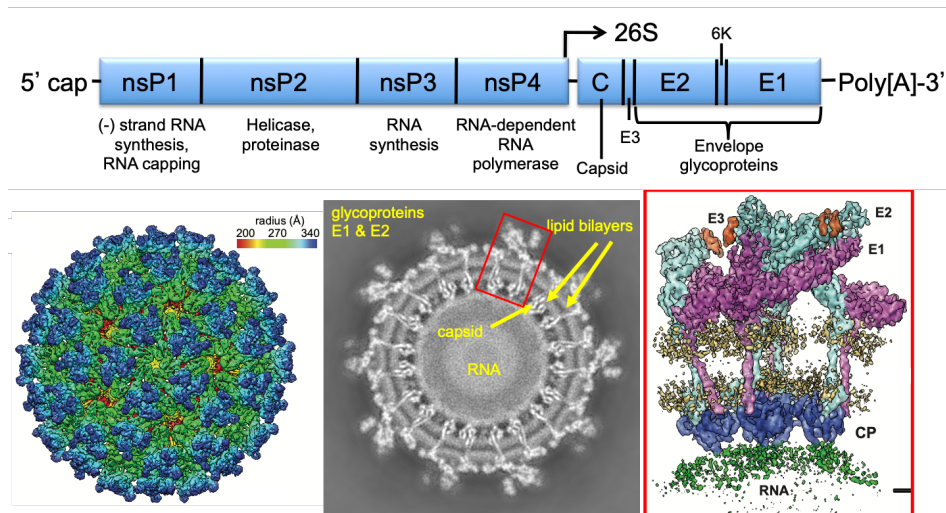 26S
6K
5’ cap nsP1 nsP2 nsP3 nsP4 C E2 E1 Poly[A]-3’
(-) strand RNA
synthesis,
RNA capping
Helicase,
proteinase
RNA
synthesis
RNA-dependent
RNA
polymerase
E3
Capsid
Envelope
glycoproteins
radius (Å)
200 270 340
glycoproteins
E1 & E2
lipid bilayers
capsid
RNA
E3
E2
E1
CP
RNA